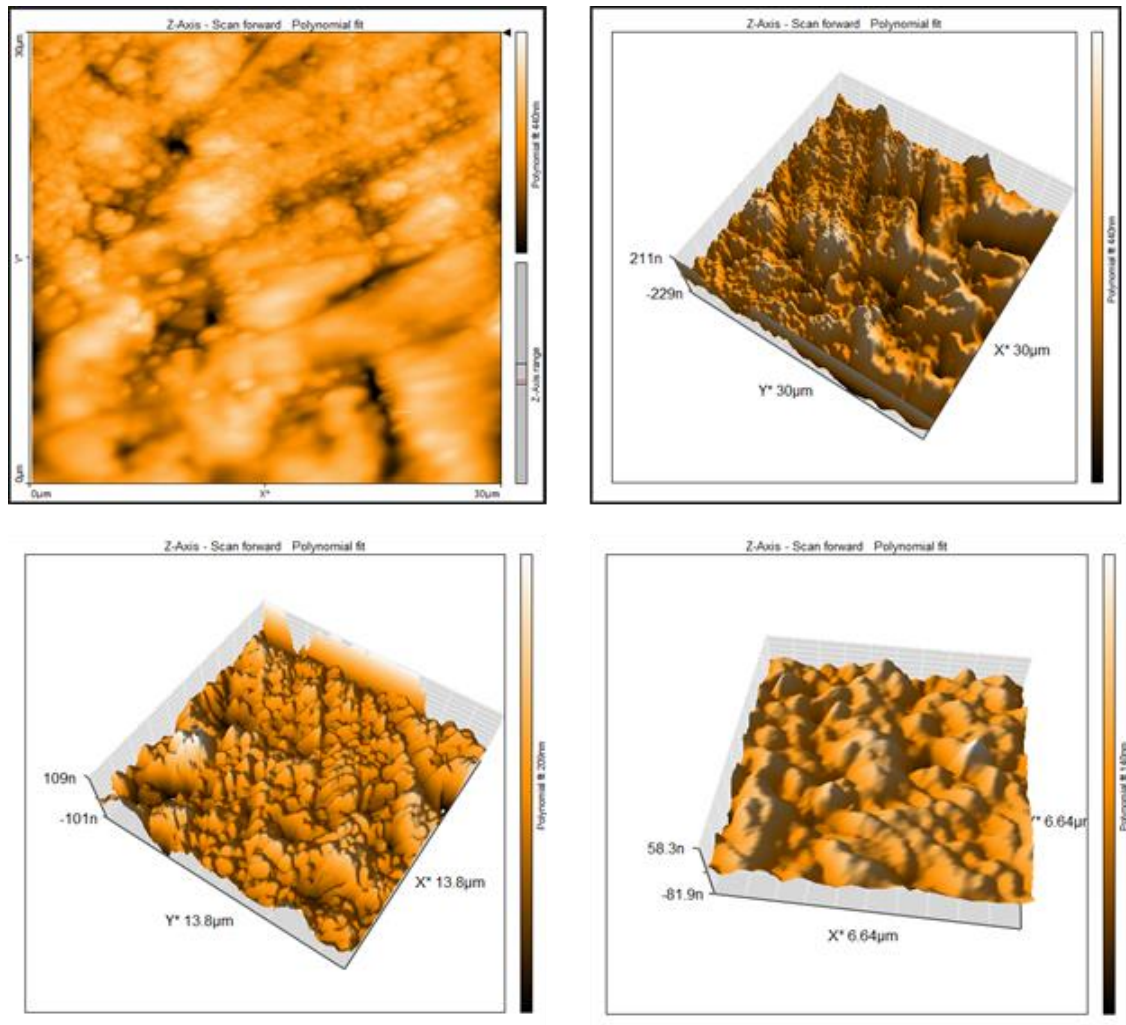 Z-Axis - Scan forward Polynomial fit
30µm
Y*
0µm
0µm
X*
30µm
Polynomial fit 440nm
Z-Axis range
Z-Axis - Scan forward Polynomial fit
211n
-229n
Y* 30µm
X* 30µm
Polynomial fit 440nm
Z-Axis - Scan forward Polynomial fit
109n
-101n
Y* 13.8µm
X* 13.8µm
Polynomial fit 209nm
Z-Axis - Scan forward Polynomial fit
58.3n
-81.9n
X* 6.64µm
* 6.64µr
Polynomial fit 140nm